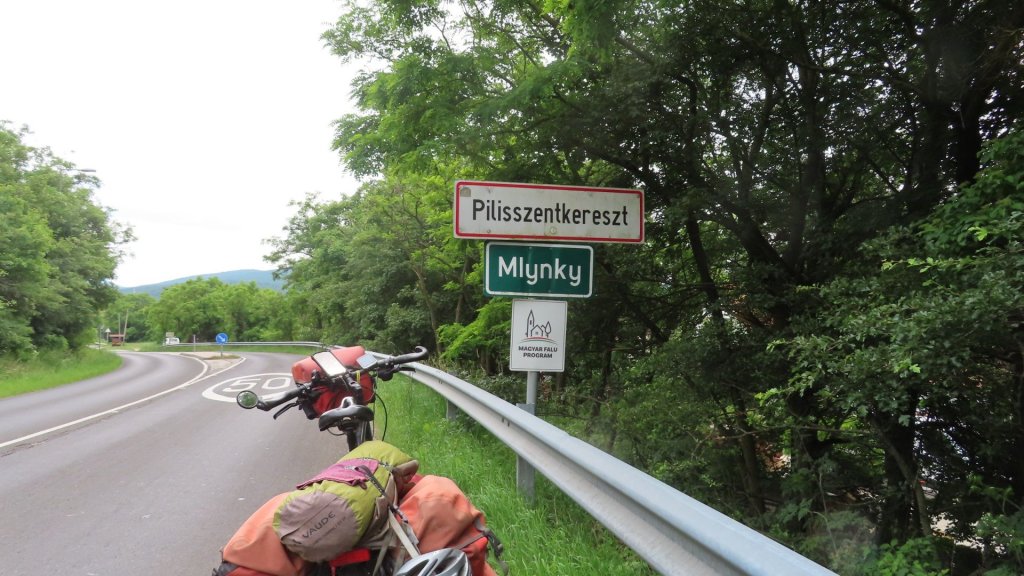 Pilisszentkereszt
Mlynky
MAGYAR FALU
PROGRAM
50
VAUDE